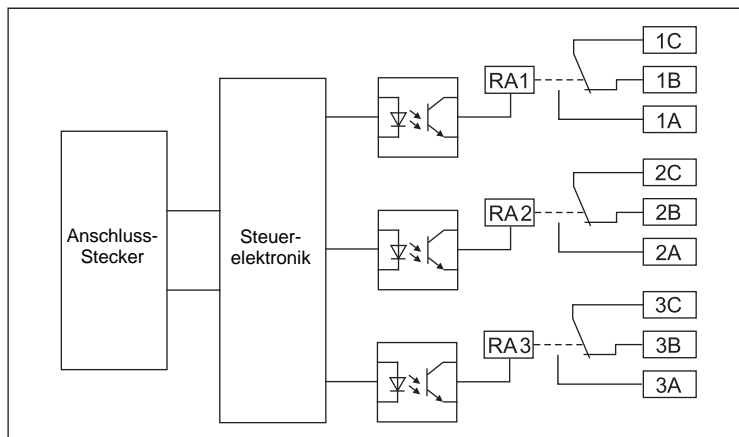 Anschluss-
Stecker
Steuer-
elektronik
RA1
1C
1B
1A
RA2
2C
2B
2A
RA3
3C
3B
3A